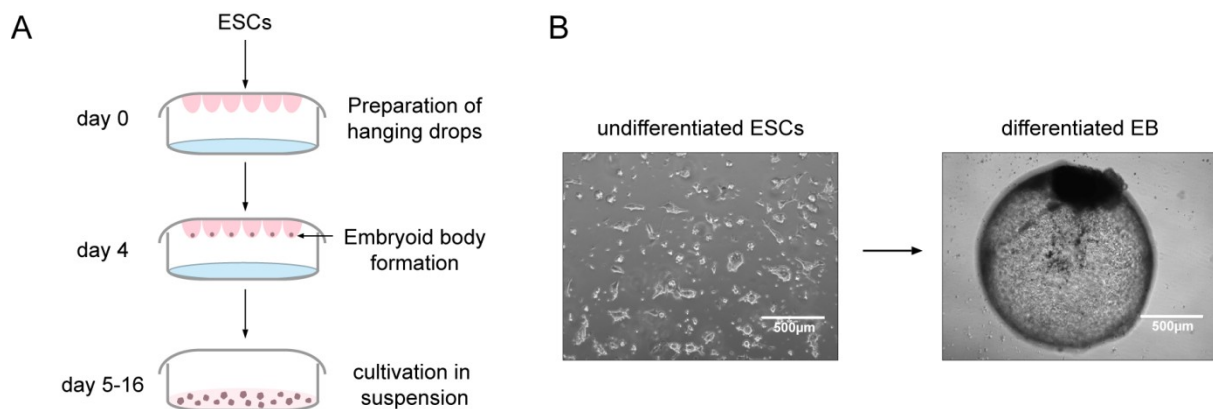 A
ESCs
day 0
Preparation of
hanging drops
day 4
Embryoid body
formation
day 5-16
cultivation in
suspension
B
undifferentiated ESCs
500µm
differentiated EB
500µm